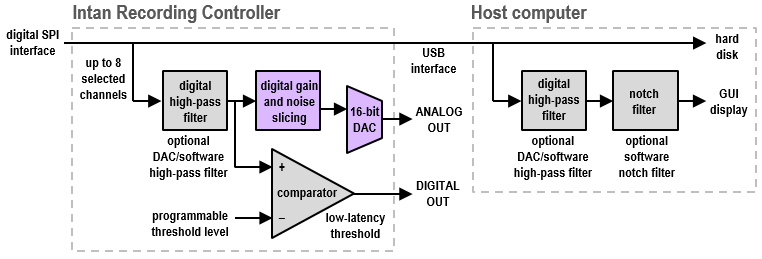 Intan Recording Controller
Host computer
digital SPI
interface
up to 8
selected
channels
digital
high-pass
filter
optional
DAC/software
high-pass filter
digital gain
and noise
slicing
16-bit
DAC
ANALOG
OUT
+
comparator
–
programmable
threshold level
low-latency
threshold
DIGITAL
OUT
USB
interface
hard
disk
digital
high-pass
filter
optional
DAC/software
high-pass filter
notch
filter
optional
software
notch filter
GUI
display